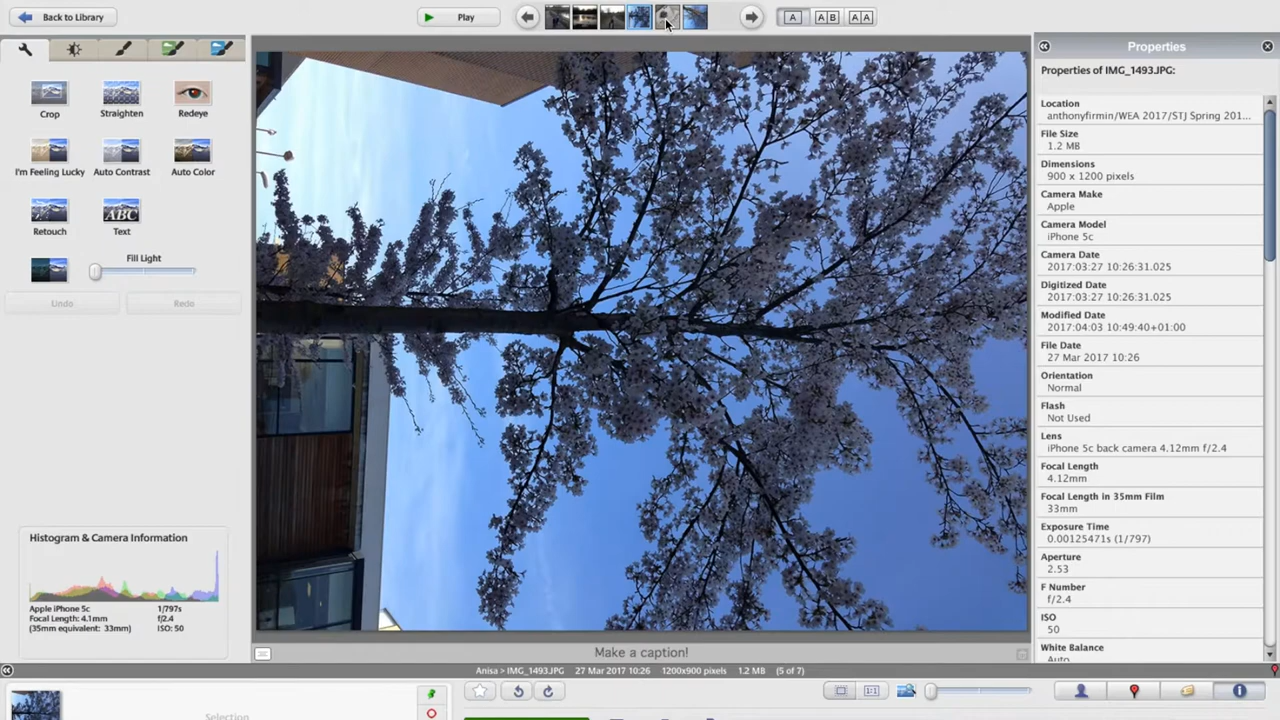 Back to Library
Play
A
AB
AA
Properties
Properties of IMG_1493.JPG:
Crop
Straighten
Redeye
I'm Feeling Lucky
Auto Contrast
Auto Color
Retouch
ABC
Text
Fill Light
Undo
Redo
Location
anthonyfirmin/WEA 2017/STJ Spring 201...
File Size
1.2 MB
Dimensions
900 x 1200 pixels
Camera Make
Apple
Camera Model
iPhone 5c
Camera Date
2017:03:27 10:26:31.025
Digitized Date
2017:03:27 10:26:31.025
Modified Date
2017:04:03 10:49:40+01:00
File Date
27 Mar 2017 10:26
Orientation
Normal
Flash
Not Used
Lens
iPhone 5c back camera 4.12mm f/2.4
Focal Length
4.12mm
Focal Length in 35mm Film
33mm
Exposure Time
0.00125471s (1/797)
Aperture
2.53
F Number
f/2.4
ISO
50
White Balance
Auto
Histogram & Camera Information
Apple iPhone 5c 1/797s
Focal Length: 4.1mm f/2.4
(35mm equivalent: 33mm) ISO: 50
Make a caption!
Anisa > IMG_1493.JPG 27 Mar 2017 10:26 1200x900 pixels 1.2 MB (5 of 7)
1:1
Selection